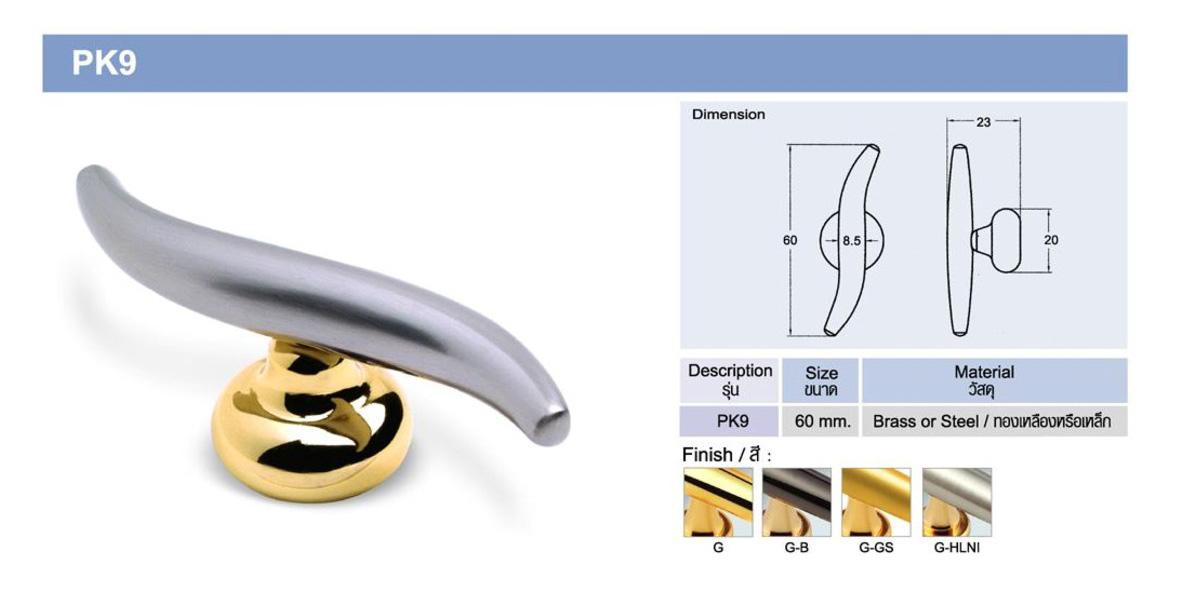 PK9
Dimension
23
60
8.5
20
Description Size Material
รุ่น ขนาด วัสดุ
PK9 60 mm. Brass or Steel / ทองเหลืองหรือเหล็ก
Finish / สี :
G G-B G-GS G-HLNI